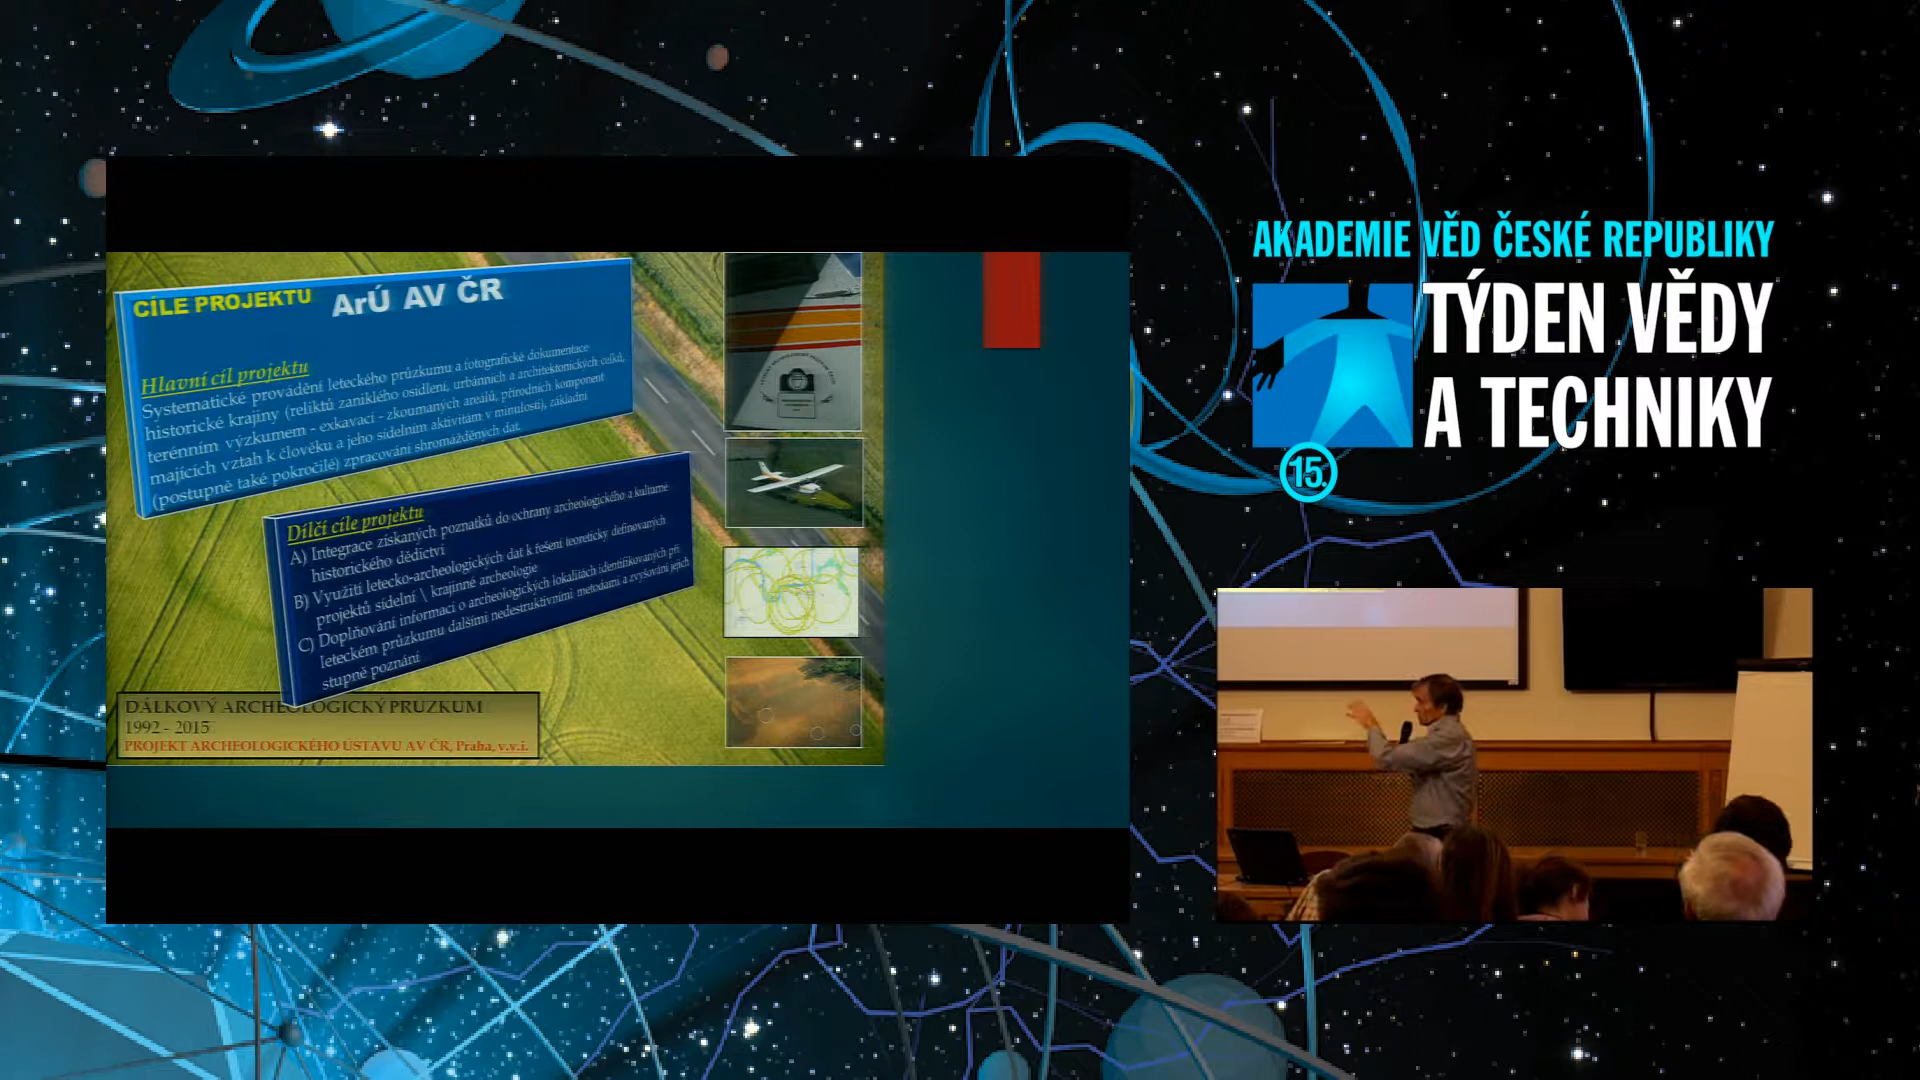 CÍLE PROJEKTU ArÚ AV ČR
Hlavní cíl projektu
Systematické provádění leteckého průzkumu a fotografické dokumentace
historické krajiny (reliktů zaniklého osídlení, urbánních a architektonických celků,
terénním výzkumem - exkavací - zkoumaných areálů, přírodních komponent
majících vztah k člověku a jeho sídelním aktivitám v minulosti), základní
(postupně také pokročilé) zpracování shromážděných dat.
Dílčí cíle projektu
A) Integrace získaných poznatků do ochrany archeologického a kulturně
historického dědictví
B) Využití letecko-archeologických dat k řešení teoreticky definovaných
projektů sídelní \ krajinné archeologie
C) Doplňování informací o archeologických lokalitách identifikovaných při
leteckém průzkumu dalšími nedestruktivními metodami a zvyšování jejich
stupně poznání
DÁLKOVÝ ARCHEOLOGICKÝ PRUZKUM
1992 - 2015
PROJEKT ARCHEOLOGICKÉHO USTAVU AV ČR, Praha, v.v.i.
AKADEMIE VĚD ČESKÉ REPUBLIKY
TÝDEN VĚDY
A TECHNIKY
15.